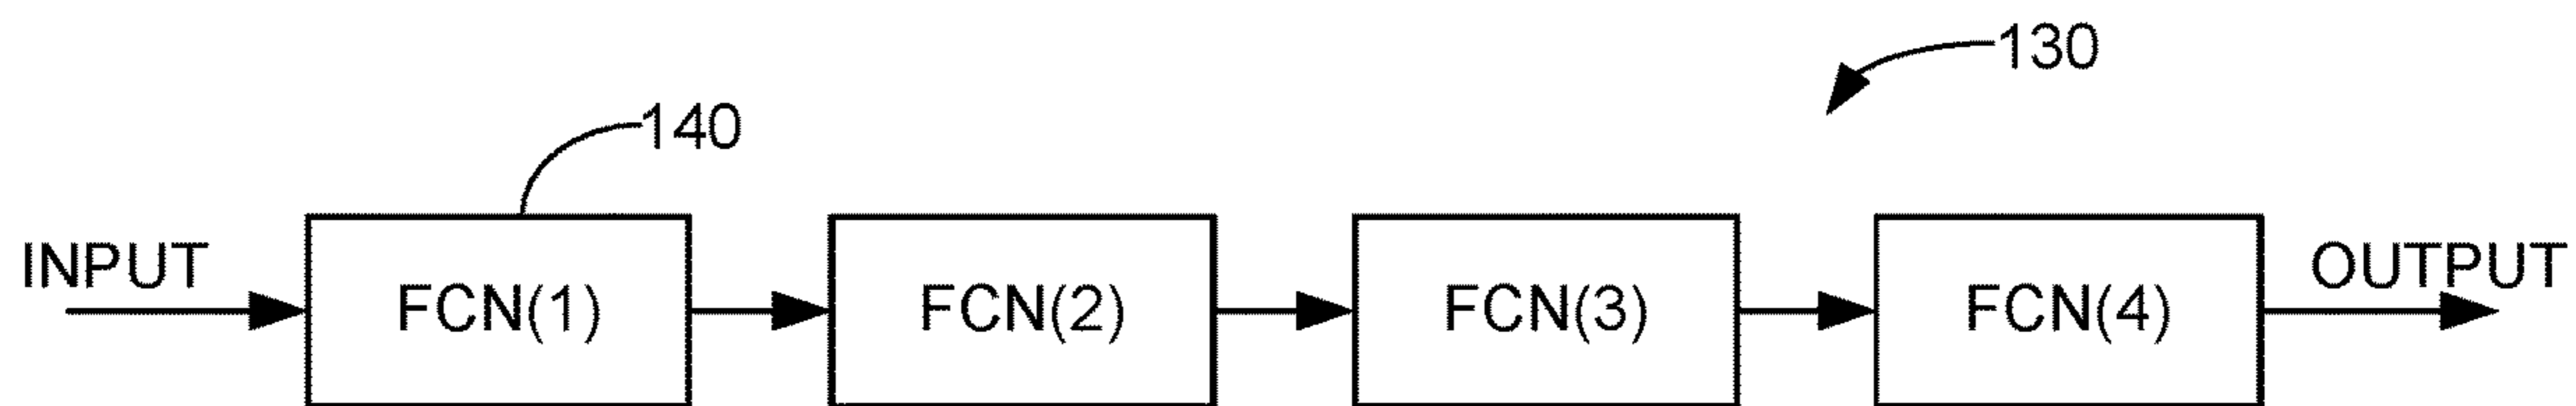 130
140
INPUT
FCN(1)
FCN(2)
FCN(3)
FCN(4)
OUTPUT